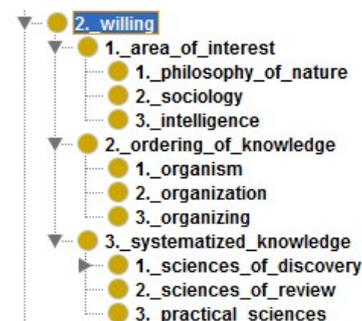 2._willing
1._area_of_interest
1._philosophy_of_nature
2._sociology
3._intelligence
2._ordering_of_knowledge
1._organism
2._organization
3._organizing
3._systematized_knowledge
1._sciences_of_discovery
2._sciences_of_review
3._practical_sciences